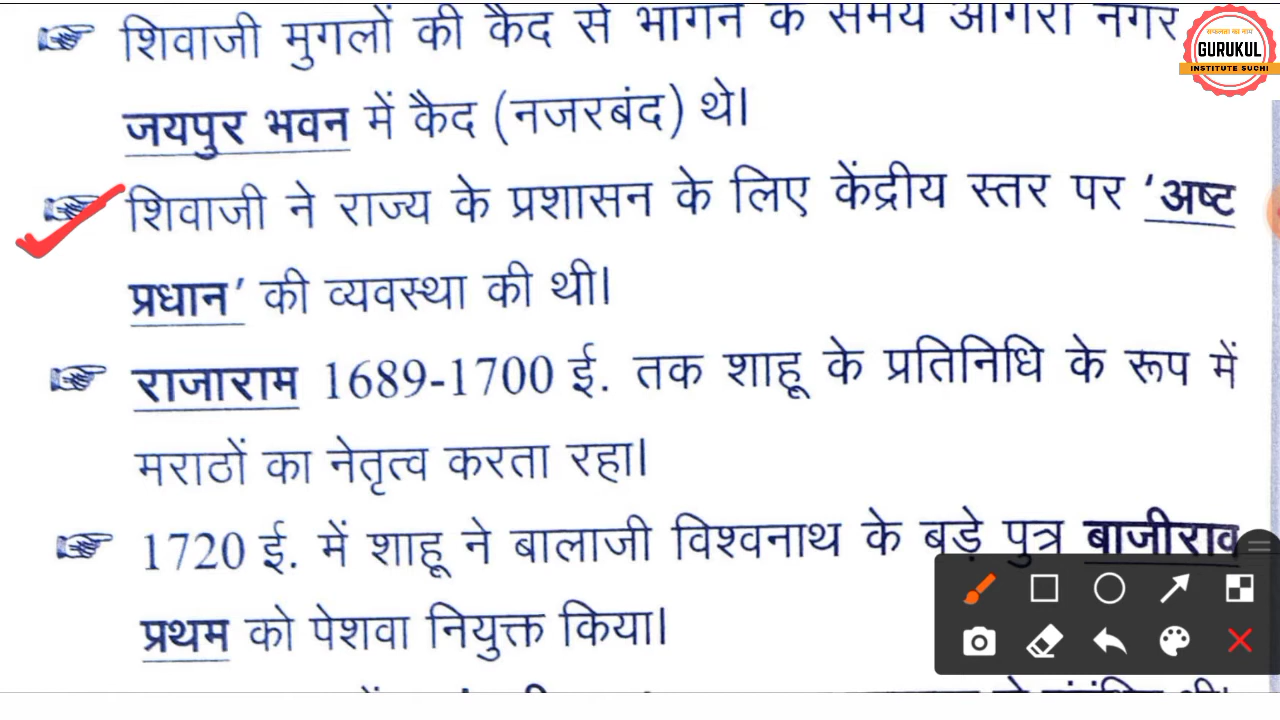 ☞ शिवाजी मुगलों की कैद से भागने के समय आगरा नगर
जयपुर भवन में कैद (नजरबंद) थे।
☞ शिवाजी ने राज्य के प्रशासन के लिए केंद्रीय स्तर पर ‘अष्ट
प्रधान’ की व्यवस्था की थी।
☞ राजाराम 1689-1700 ई. तक शाहू के प्रतिनिधि के रूप में
मराठों का नेतृत्व करता रहा।
☞ 1720 ई. में शाहू ने बालाजी विश्वनाथ के बड़े पुत्र बाजीराव
प्रथम को पेशवा नियुक्त किया।
सफलता का नाम
GURUKUL
INSTITUTE SUCHI